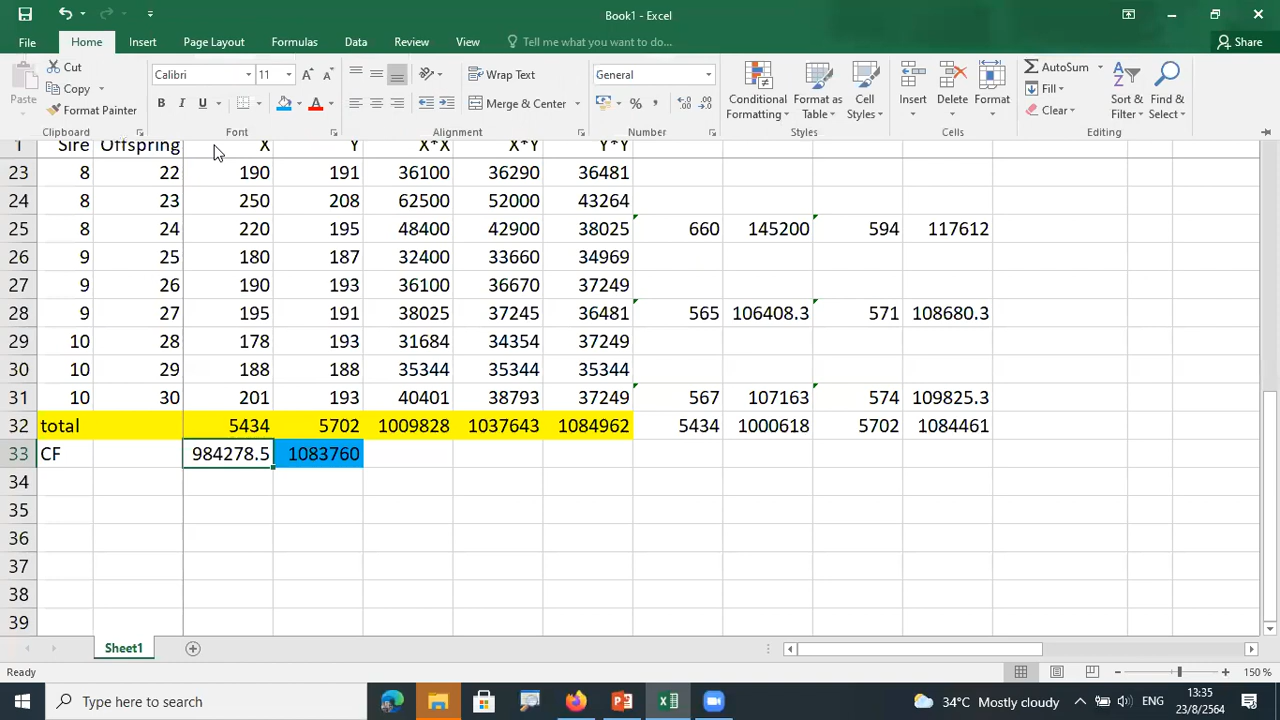 Book1 - Excel
File Home Insert Page Layout Formulas Data Review View Tell me what you want to do... Share
Paste Cut Calibri 11 Wrap Text General Conditional Formatting Format as Table Cell Styles Insert Delete Format AutoSum Sort & Filter Find & Select
Copy Fill
Format Painter B I U A Merge & Center % , Clear
Clipboard Font Alignment Number Styles Cells Editing
1 Sire Offspring X Y X*X X*Y Y*Y
23 8 22 190 191 36100 36290 36481
24 8 23 250 208 62500 52000 43264
25 8 24 220 195 48400 42900 38025 660 145200 594 117612
26 9 25 180 187 32400 33660 34969
27 9 26 190 193 36100 36670 37249
28 9 27 195 191 38025 37245 36481 565 106408.3 571 108680.3
29 10 28 178 193 31684 34354 37249
30 10 29 188 188 35344 35344 35344
31 10 30 201 193 40401 38793 37249 567 107163 574 109825.3
32 total 5434 5702 1009828 1037643 1084962 5434 1000618 5702 1084461
33 CF 984278.5 1083760
34
35
36
37
38
39
Sheet1
Ready 150 %
Type here to search 34°C Mostly cloudy ENG 13:35
23/8/2564